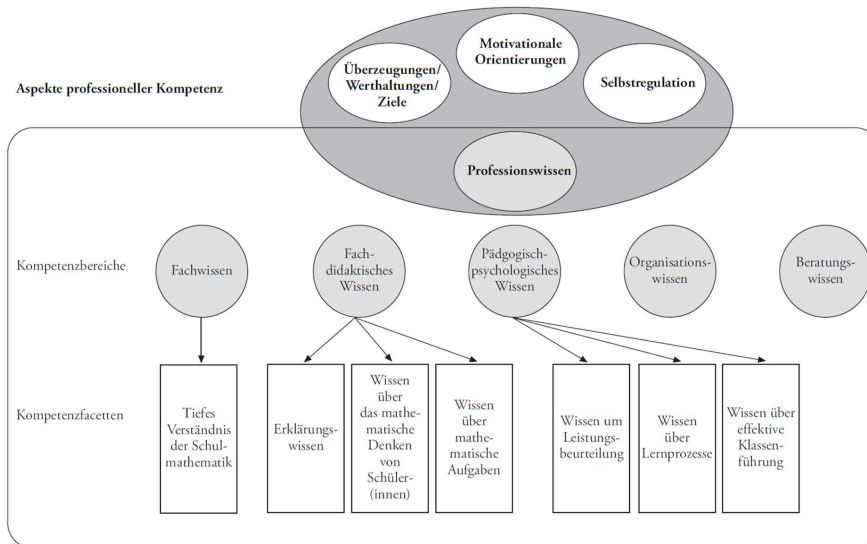 Aspekte professioneller Kompetenz
Überzeugungen/
Werthaltungen/
Ziele
Motivationale
Orientierungen
Selbstregulation
Professionswissen
Kompetenzbereiche
Fachwissen
Fach-
didaktisches
Wissen
Pädgogisch-
psychologisches
Wissen
Organisations-
wissen
Beratungs-
wissen
Kompetenzfacetten
Tiefes
Verständnis
der Schul-
mathematik
Erklärungs-
wissen
Wissen
über
das mathe-
matische
Denken
von
Schüler-
(innen)
Wissen
über
mathe-
matische
Aufgaben
Wissen um
Leistungs-
beurteilung
Wissen
über
Lernprozesse
Wissen über
effektive
Klassen-
führung